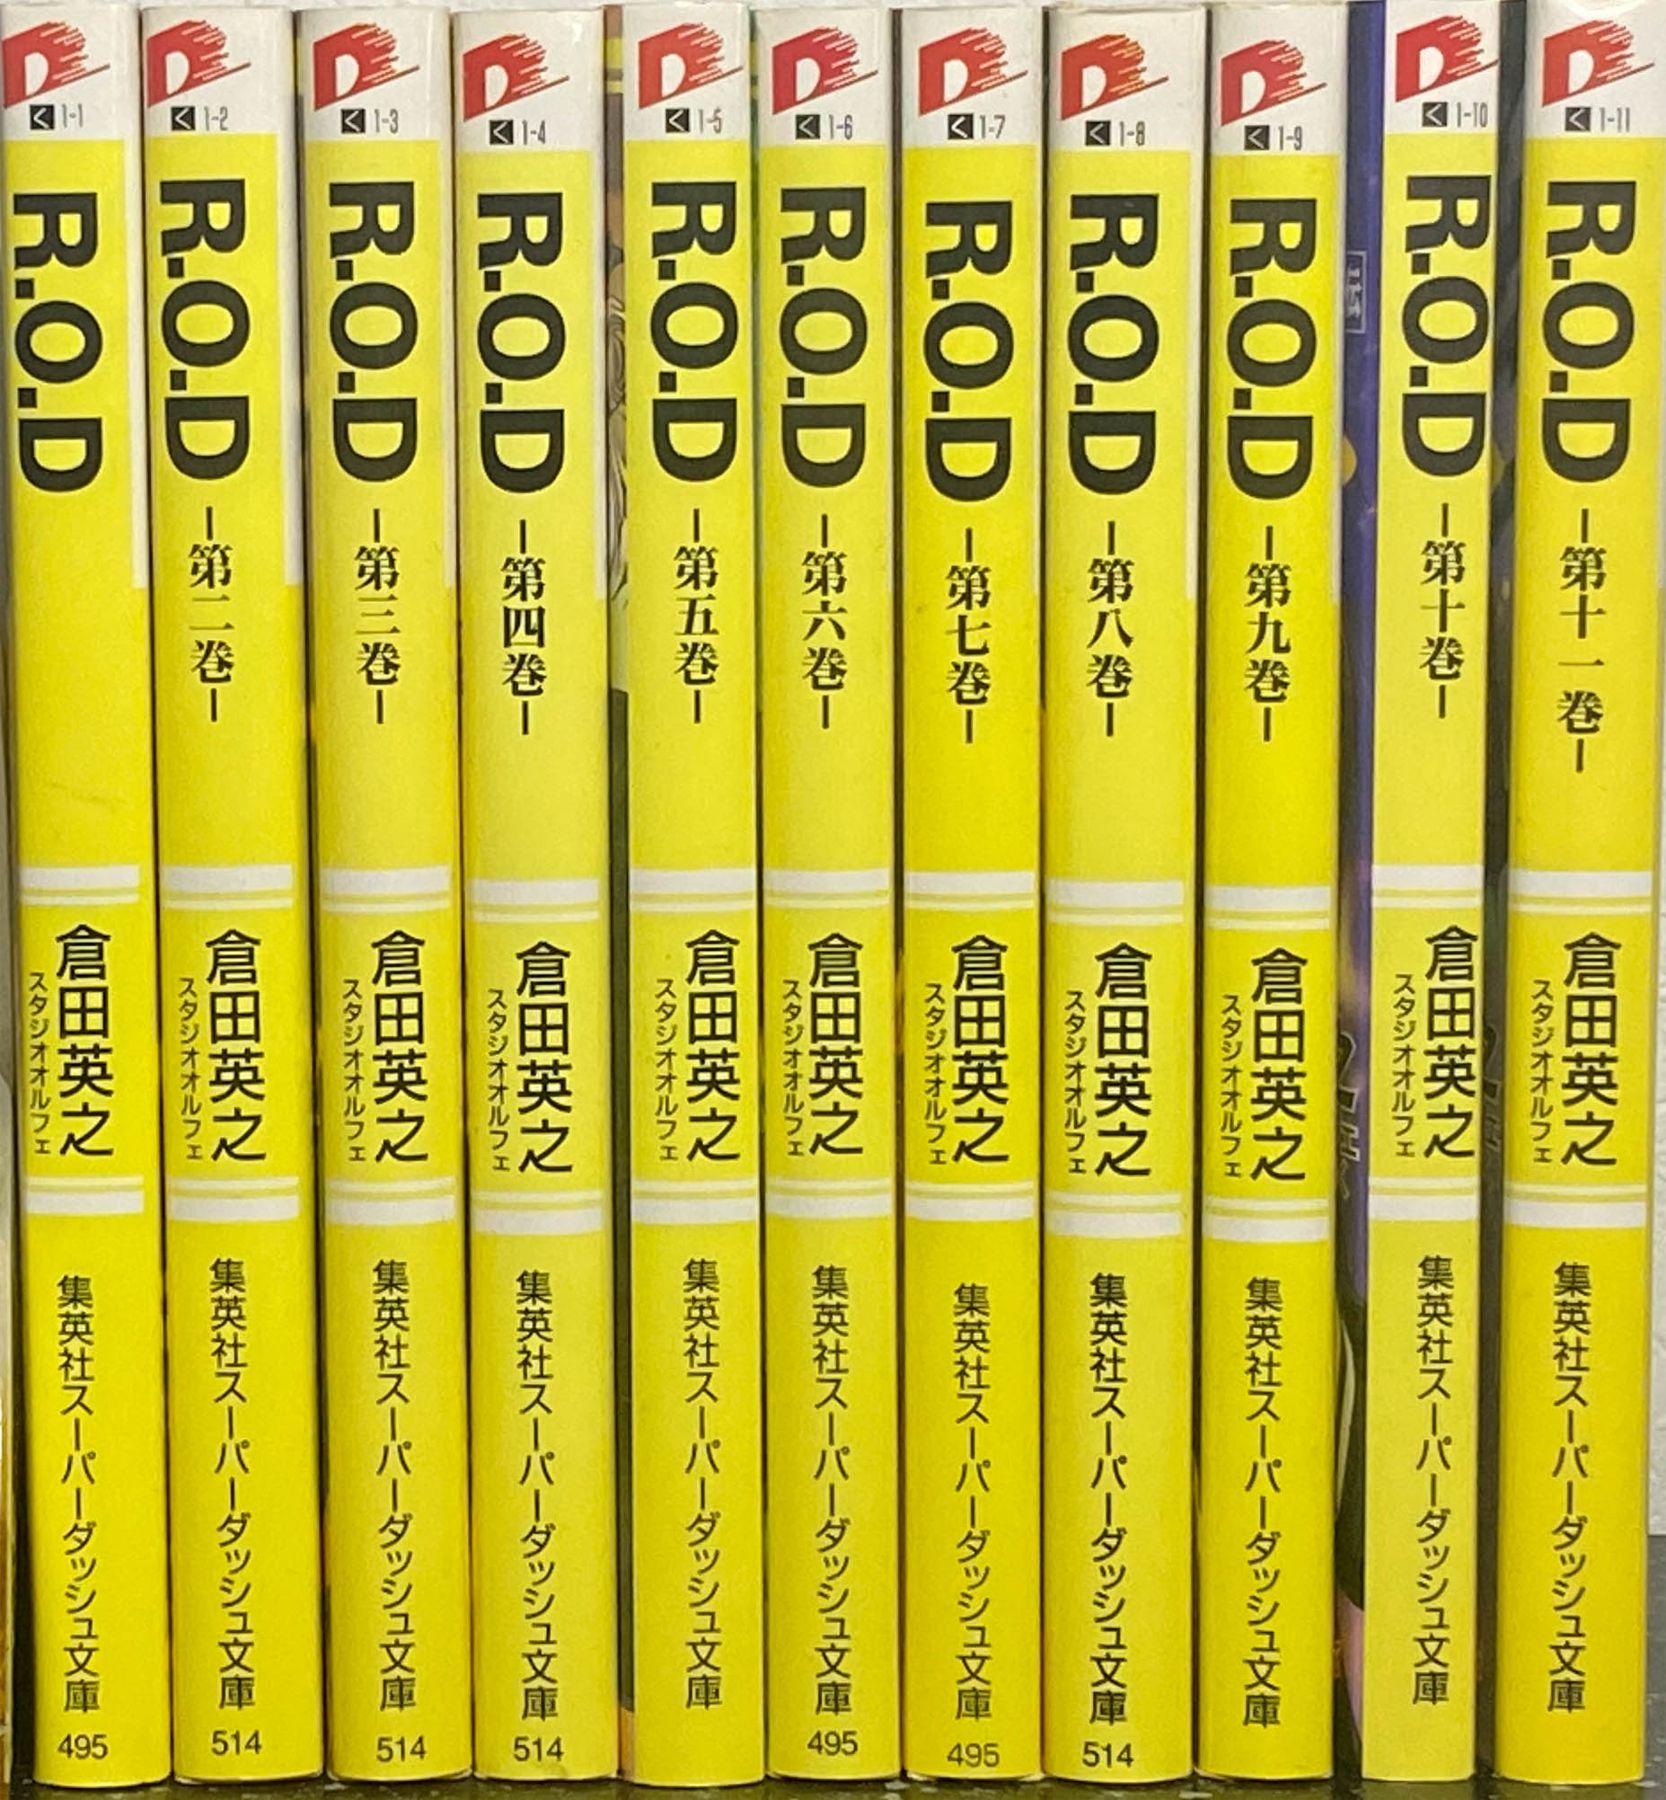 D
く 1-1
R.O.D
倉田英之
スタジオオルフェ
集英社スーパーダッシュ文庫
495
D
く 1-2
R.O.D
-第二巻-
倉田英之
スタジオオルフェ
集英社スーパーダッシュ文庫
514
D
く 1-3
R.O.D
-第三巻-
倉田英之
スタジオオルフェ
集英社スーパーダッシュ文庫
514
D
く 1-4
R.O.D
-第四巻-
倉田英之
スタジオオルフェ
集英社スーパーダッシュ文庫
514
D
く 1-5
R.O.D
-第五巻-
倉田英之
スタジオオルフェ
集英社スーパーダッシュ文庫
D
く 1-6
R.O.D
-第六巻-
倉田英之
スタジオオルフェ
集英社スーパーダッシュ文庫
495
D
く 1-7
R.O.D
-第七巻-
倉田英之
スタジオオルフェ
集英社スーパーダッシュ文庫
495
D
く 1-8
R.O.D
-第八巻-
倉田英之
スタジオオルフェ
集英社スーパーダッシュ文庫
514
D
く 1-9
R.O.D
-第九巻-
倉田英之
スタジオオルフェ
集英社スーパーダッシュ文庫
D
く 1-10
R.O.D
-第十巻-
倉田英之
スタジオオルフェ
集英社スーパーダッシュ文庫
D
く 1-11
R.O.D
-第十一巻-
倉田英之
スタジオオルフェ
集英社スーパーダッシュ文庫